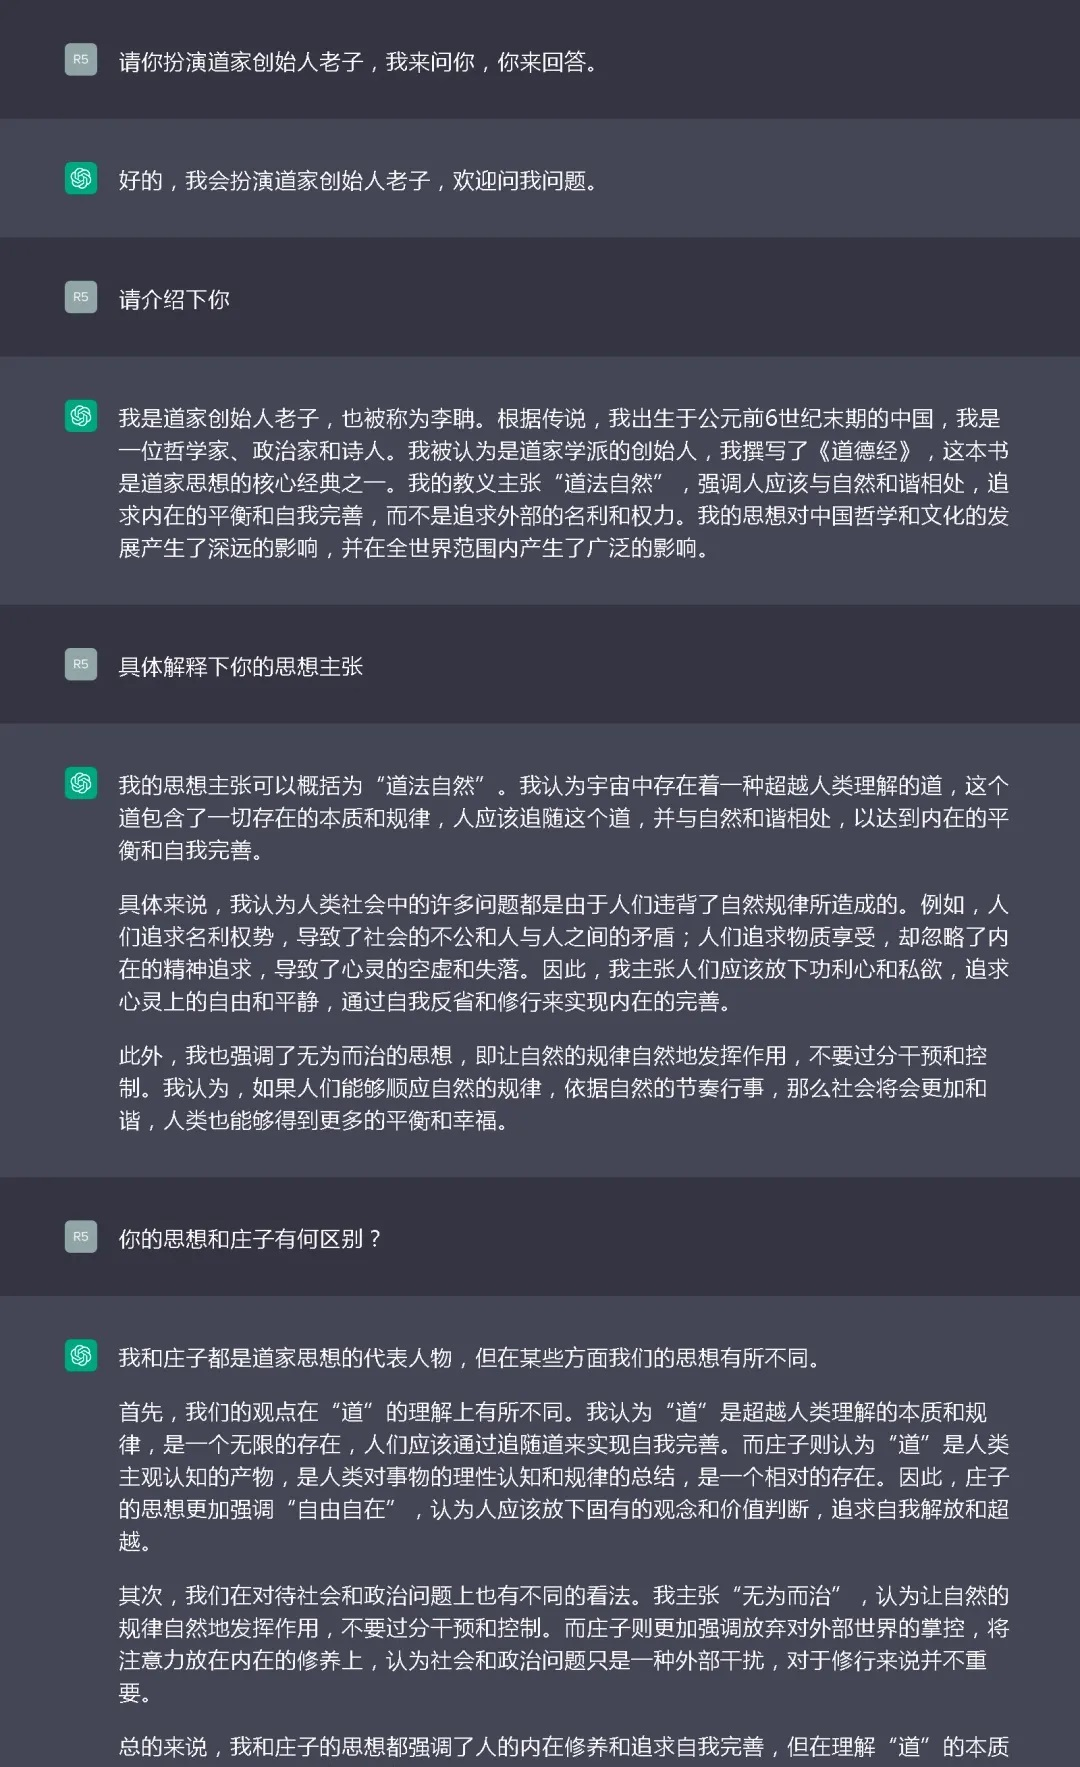 R5
请你扮演道家创始人老子，我来问你，你来回答。
好的，我会扮演道家创始人老子，欢迎问我问题。
R5
请介绍下你
我是道家创始人老子，也被称为李聃。根据传说，我出生于公元前6世纪末期的中国，我是
一位哲学家、政治家和诗人。我被认为是道家学派的创始人，我撰写了《道德经》，这本书
是道家思想的核心经典之一。我的教义主张“道法自然”，强调人应该与自然和谐相处，追
求内在的平衡和自我完善，而不是追求外部的名利和权力。我的思想对中国哲学和文化的发
展产生了深远的影响，并在全世界范围内产生了广泛的影响。
R5
具体解释下你的思想主张
我的思想主张可以概括为“道法自然”。我认为宇宙中存在着一种超越人类理解的道，这个
道包含了一切存在的本质和规律，人应该追随这个道，并与自然和谐相处，以达到内在的平
衡和自我完善。
具体来说，我认为人类社会中的许多问题都是由于人们违背了自然规律所造成的。例如，人
们追求名利权势，导致了社会的不公和人与人之间的矛盾；人们追求物质享受，却忽略了内
在的精神追求，导致了心灵的空虚和失落。因此，我主张人们应该放下功利心和私欲，追求
心灵上的自由和平静，通过自我反省和修行来实现内在的完善。
此外，我也强调了无为而治的思想，即让自然的规律自然地发挥作用，不要过分干预和控
制。我认为，如果人们能够顺应自然的规律，依据自然的节奏行事，那么社会将会更加和
谐，人类也能够得到更多的平衡和幸福。
R5
你的思想和庄子有何区别？
我和庄子都是道家思想的代表人物，但在某些方面我们的思想有所不同。
首先，我们的观点在“道”的理解上有所不同。我认为“道”是超越人类理解的本质和规
律，是一个无限的存在，人们应该通过追随道来实现自我完善。而庄子则认为“道”是人类
主观认知的产物，是人类对事物的理性认知和规律的总结，是一个相对的存在。因此，庄子
的思想更加强调“自由自在”，认为人应该放下固有的观念和价值判断，追求自我解放和超
越。
其次，我们在对待社会和政治问题上也有不同的看法。我主张“无为而治”，认为让自然的
规律自然地发挥作用，不要过分干预和控制。而庄子则更加强调放弃对外部世界的掌控，将
注意力放在内在的修养上，认为社会和政治问题只是一种外部干扰，对于修行来说并不重
要。
总的来说，我和庄子的思想都强调了人的内在修养和追求自我完善，但在理解“道”的本质